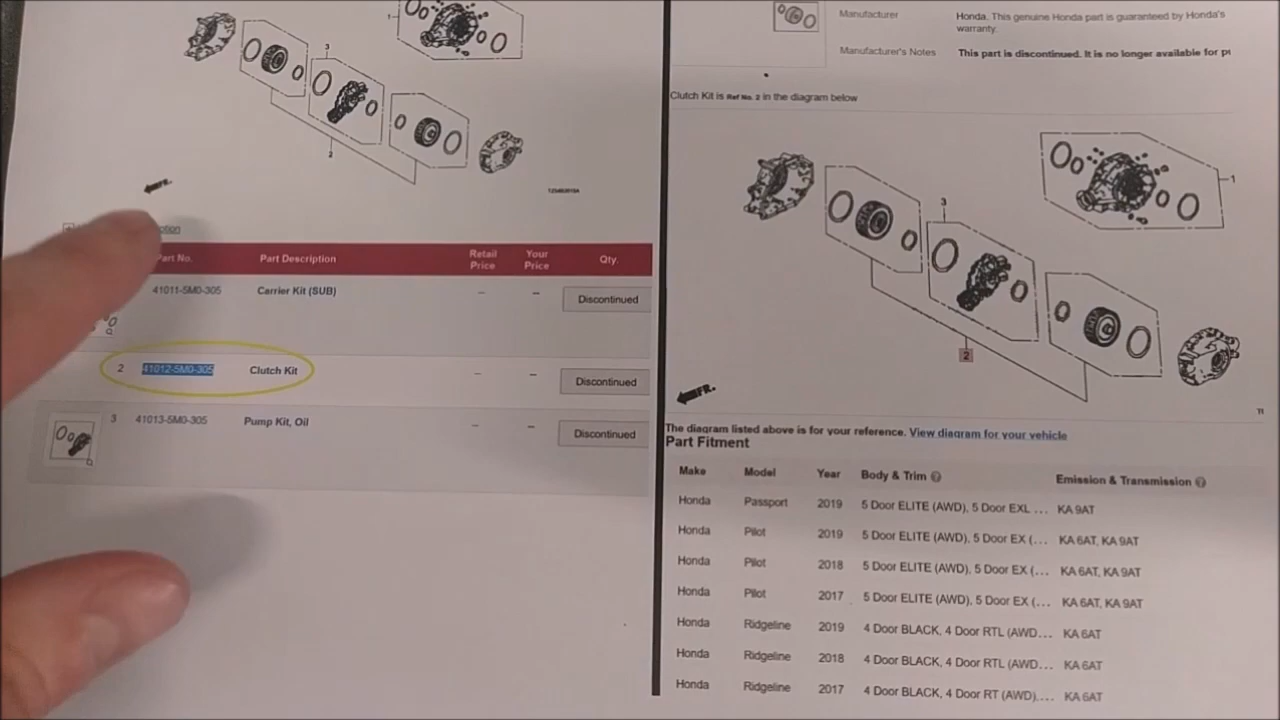 1
3
2
FR.
Part No.
Part Description
Retail Price
Your Price
Qty.
41011-5M0-305 Carrier Kit (SUB) – – Discontinued
2 41012-5M0-305 Clutch Kit – – Discontinued
3 41013-5M0-305 Pump Kit, Oil – – Discontinued
Manufacturer Honda. This genuine Honda part is guaranteed by Honda's
warranty.
Manufacturer's Notes This part is discontinued. It is no longer available for
Clutch Kit is Ref No. 2 in the diagram below
1
3
2
FR.
The diagram listed above is for your reference. View diagram for your vehicle
Part Fitment
Make Model Year Body & Trim Emission & Transmission
Honda Passport 2019 5 Door ELITE (AWD), 5 Door EXL ... KA 9AT
Honda Pilot 2019 5 Door ELITE (AWD), 5 Door EX (... KA 6AT, KA 9AT
Honda Pilot 2018 5 Door ELITE (AWD), 5 Door EX (... KA 6AT, KA 9AT
Honda Pilot 2017 5 Door ELITE (AWD), 5 Door EX (... KA 6AT, KA 9AT
Honda Ridgeline 2019 4 Door BLACK, 4 Door RTL (AWD... KA 6AT
Honda Ridgeline 2018 4 Door BLACK, 4 Door RTL (AWD... KA 6AT
Honda Ridgeline 2017 4 Door BLACK, 4 Door RT (AWD).... KA 6AT